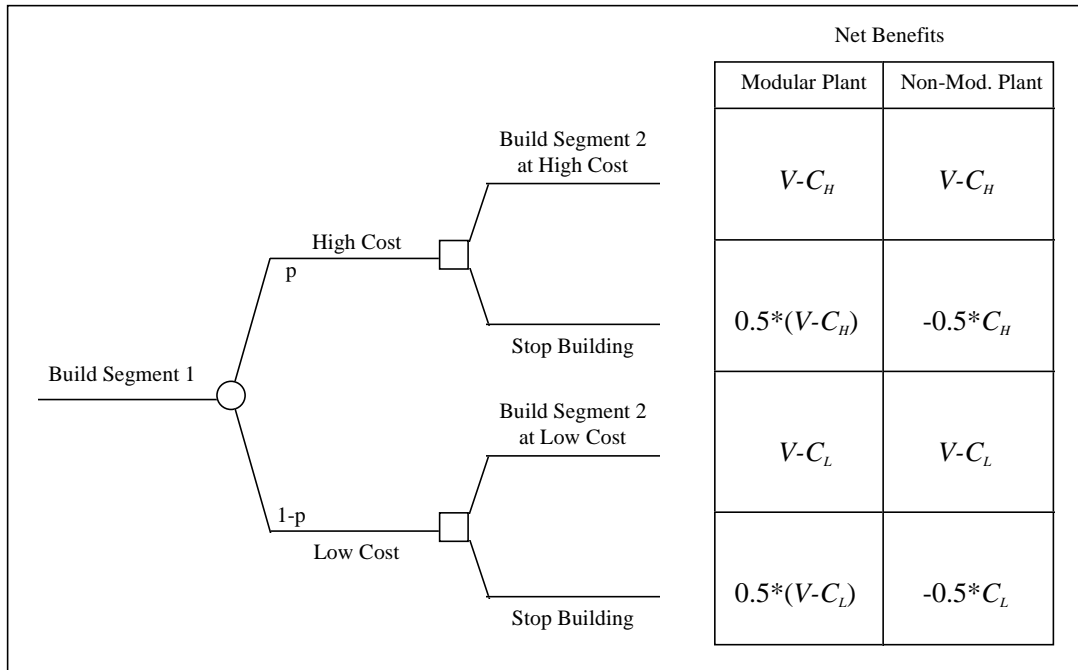 Net Benefits
Modular Plant Non-Mod. Plant
Build Segment 2
at High Cost
V-C_H V-C_H
High Cost
p
0.5*(V-C_H) -0.5*C_H
Stop Building
Build Segment 1
Build Segment 2
at Low Cost
V-C_L V-C_L
1-p
Low Cost
0.5*(V-C_L) -0.5*C_L
Stop Building